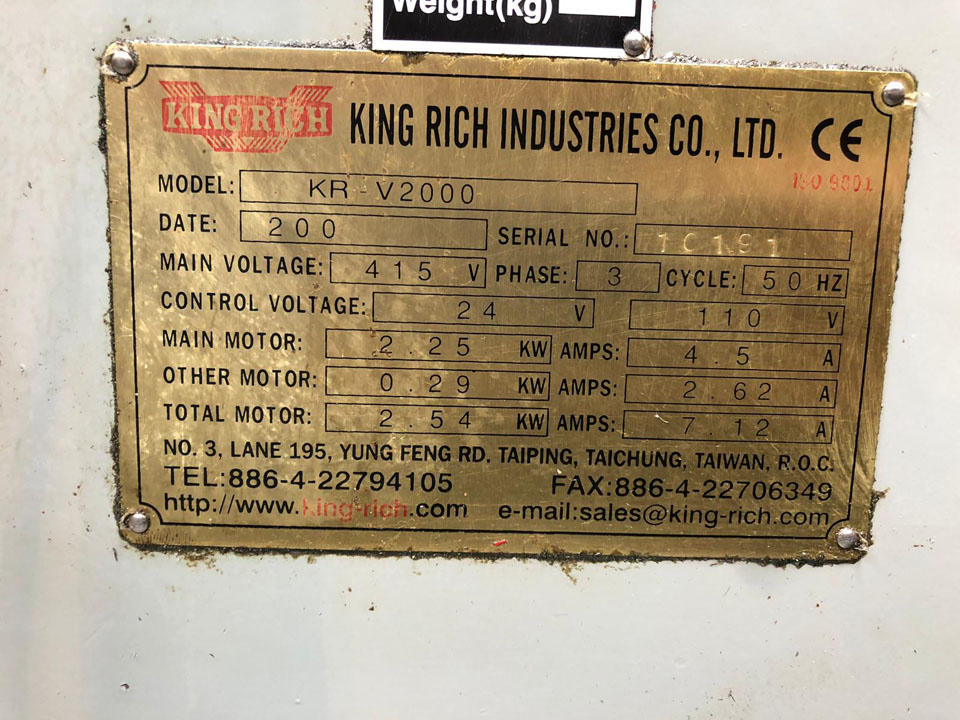 Weight(kg)
KING RICH KING RICH INDUSTRIES CO., LTD. CE
ISO 9001
MODEL: KR-V2000
DATE: 200
SERIAL NO.: 10191
MAIN VOLTAGE: 415 V PHASE: 3 CYCLE: 50 HZ
CONTROL VOLTAGE: 24 V 110 V
MAIN MOTOR: 2.25 KW AMPS: 4.5 A
OTHER MOTOR: 0.29 KW AMPS: 2.62 A
TOTAL MOTOR: 2.54 KW AMPS: 7.12 A
NO. 3, LANE 195, YUNG FENG RD. TAIPING, TAICHUNG, TAIWAN, R.O.C.
TEL:886-4-22794105 FAX:886-4-22706349
http://www.king-rich.com e-mail:sales@king-rich.com